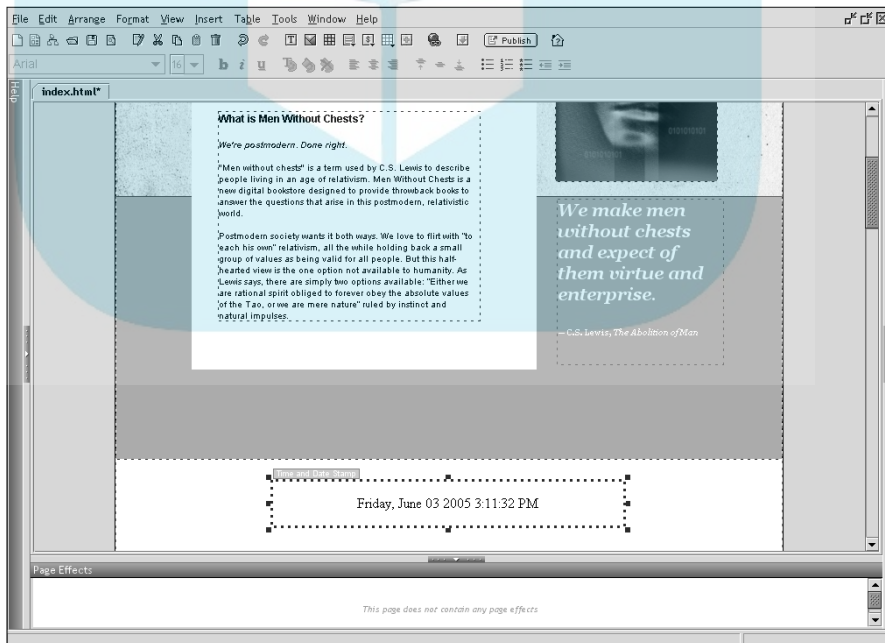 File Edit Arrange Format View Insert Table Tools Window Help
Publish
Arial 16 b i u
Help
index.html*
What is Men Without Chests?
We're postmodern. Done right.
"Men without chests" is a term used by C.S. Lewis to describe
people living in an age of relativism. Men Without Chests is a
new digital bookstore designed to provide throwback books to
answer the questions that arise in this postmodern, relativistic
world.
Postmodern society wants it both ways. We love to flirt with "to
each his own" relativism, all the while holding back a small
group of values as being valid for all people. But this half-
hearted view is the one option not available to humanity. As
Lewis says, there are simply two options available: "Either we
are rational spirit obliged to forever obey the absolute values
of the Tao, or we are mere nature" ruled by instinct and
natural impulses.
0101010101
01010101
We make men
without chests
and expect of
them virtue and
enterprise.
— C.S. Lewis, The Abolition of Man
Time and Date Stamp
Friday, June 03 2005 3:11:32 PM
Page Effects
This page does not contain any page effects